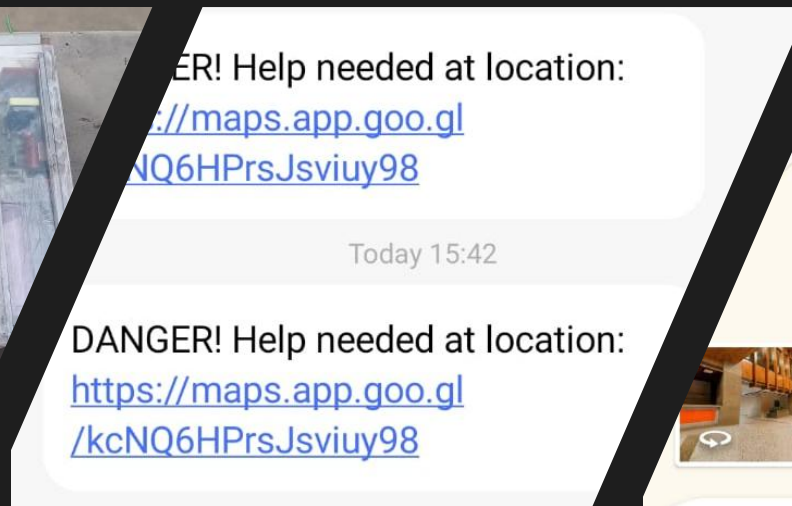 ER! Help needed at location:
://maps.app.goo.gl
NQ6HPrsJsviuy98
Today 15:42
DANGER! Help needed at location:
https://maps.app.goo.gl
/kcNQ6HPrsJsviuy98